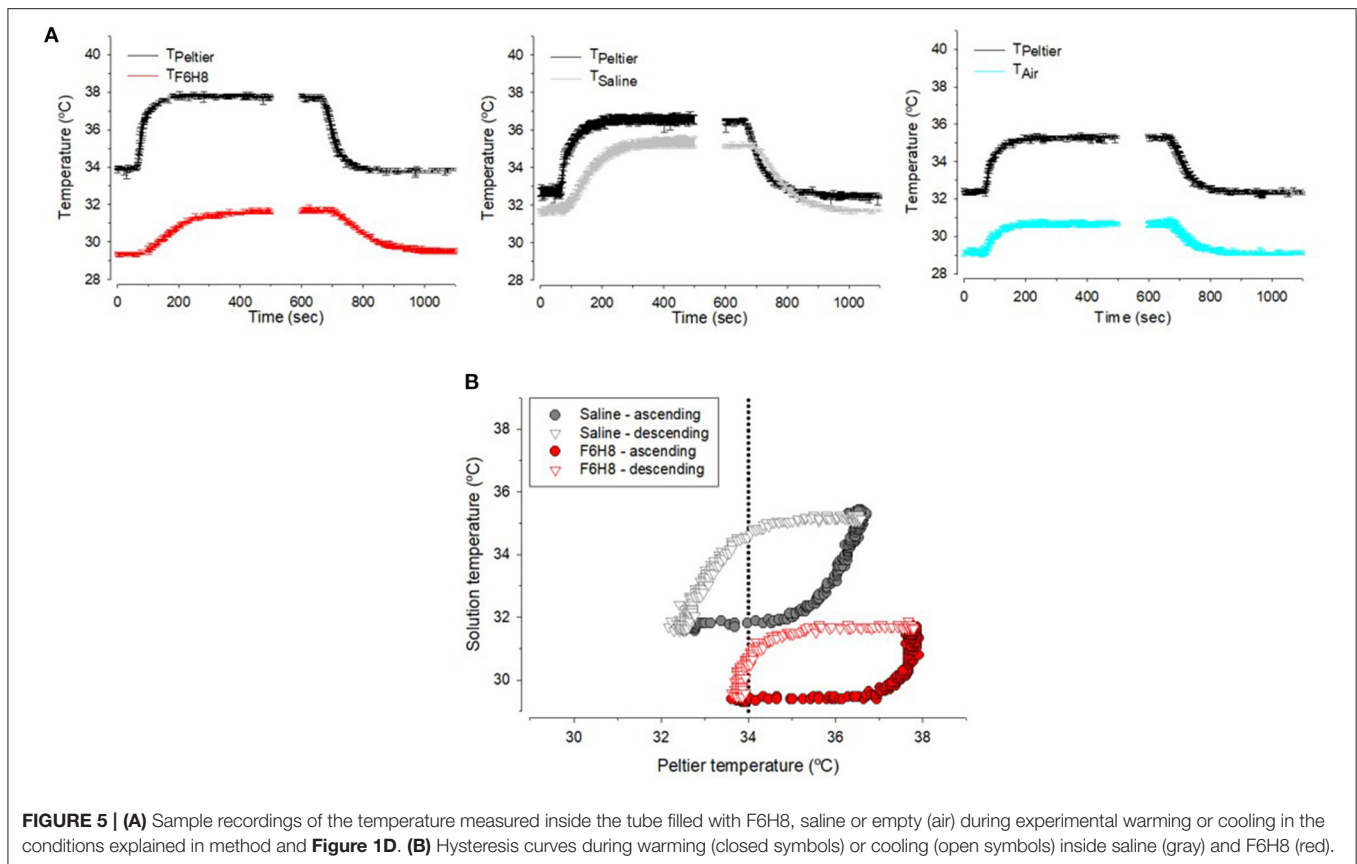 A
40
38
36
34
32
30
28
Temperature (ºC)
TPeltier
TF6H8
0 200 400 600 800 1000
Time (sec)
40
38
36
34
32
30
28
Temperature (ºC)
TPeltier
TSaline
0 200 400 600 800 1000
Time (sec)
40
38
36
34
32
30
28
Temperature (ºC)
TPeltier
TAir
0 200 400 600 800 1000
Time (sec)
B
Saline - ascending
Saline - descending
F6H8 - ascending
F6H8 - descending
38
36
34
32
30
Solution temperature (ºC)
30 32 34 36 38
Peltier temperature (ºC)
FIGURE 5 | (A) Sample recordings of the temperature measured inside the tube filled with F6H8, saline or empty (air) during experimental warming or cooling in the
conditions explained in method and Figure 1D. (B) Hysteresis curves during warming (closed symbols) or cooling (open symbols) inside saline (gray) and F6H8 (red).